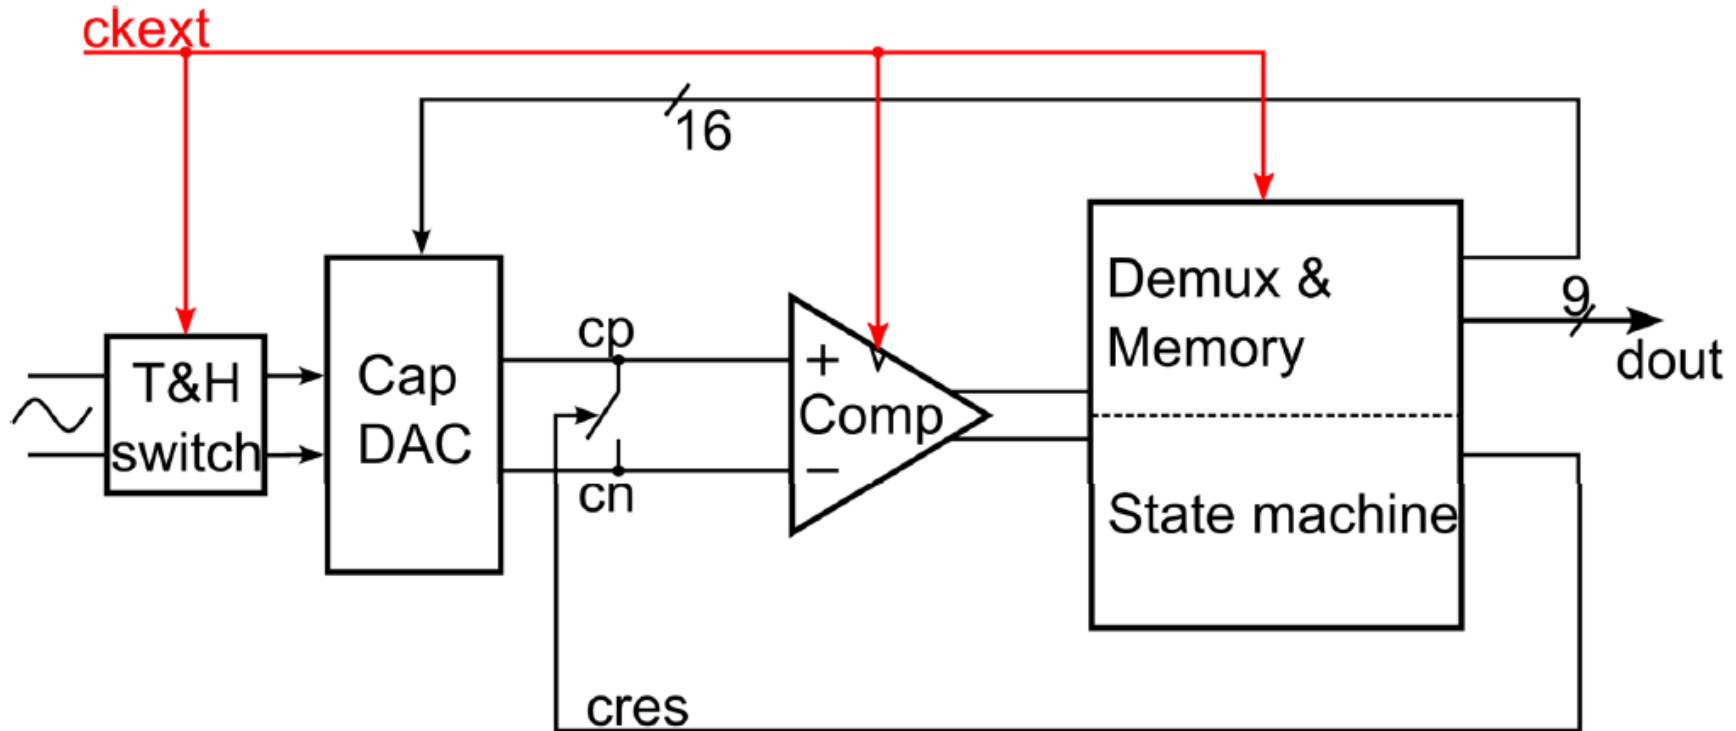 ckext
16
9
dout
T&H
switch
Cap
DAC
cp
cn
+
Comp
−
Demux &
Memory
State machine
cres